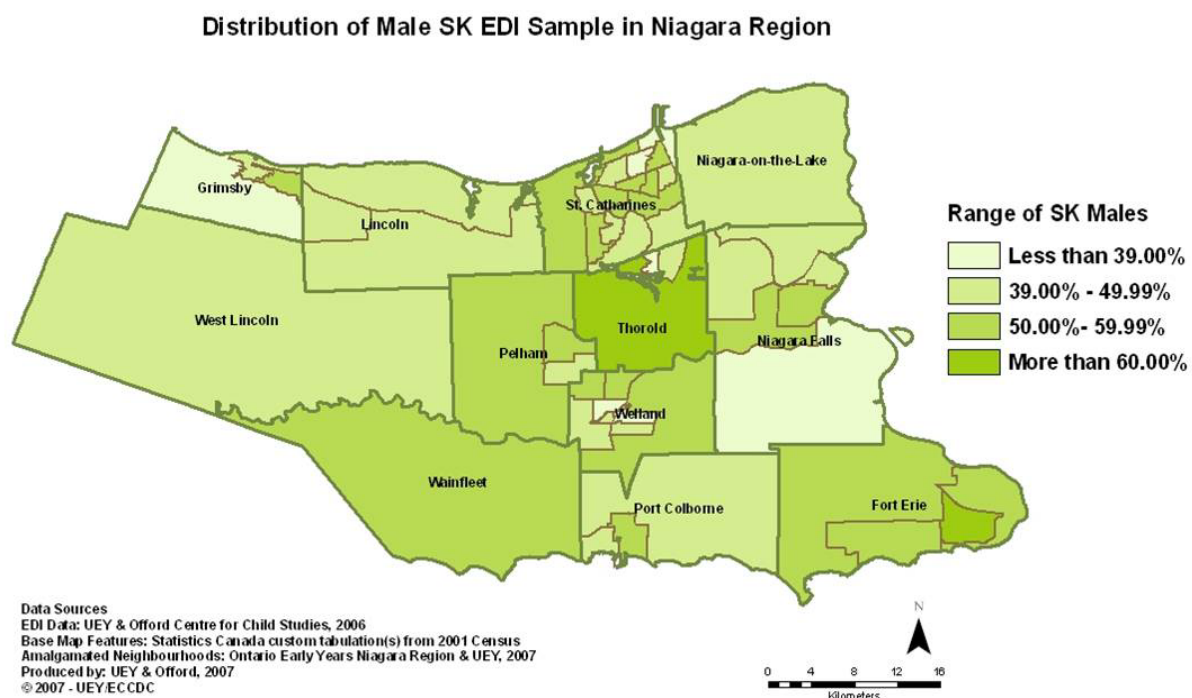 Distribution of Male SK EDI Sample in Niagara Region
Niagara-on-the-Lake
Grimsby
St. Catharines
Lincoln
West Lincoln
Thorold
Pelham
Niagara Falls
Welland
Wainfleet
Port Colborne
Fort Erie
Range of SK Males
Less than 39.00%
39.00% - 49.99%
50.00%- 59.99%
More than 60.00%
Data Sources
EDI Data: UEY & Offord Centre for Child Studies, 2006
Base Map Features: Statistics Canada custom tabulation(s) from 2001 Census
Amalgamated Neighbourhoods: Ontario Early Years Niagara Region & UEY, 2007
Produced by: UEY & Offord, 2007
© 2007 - UEY/ECCDC
N
0 4 8 12 16
Kilometers